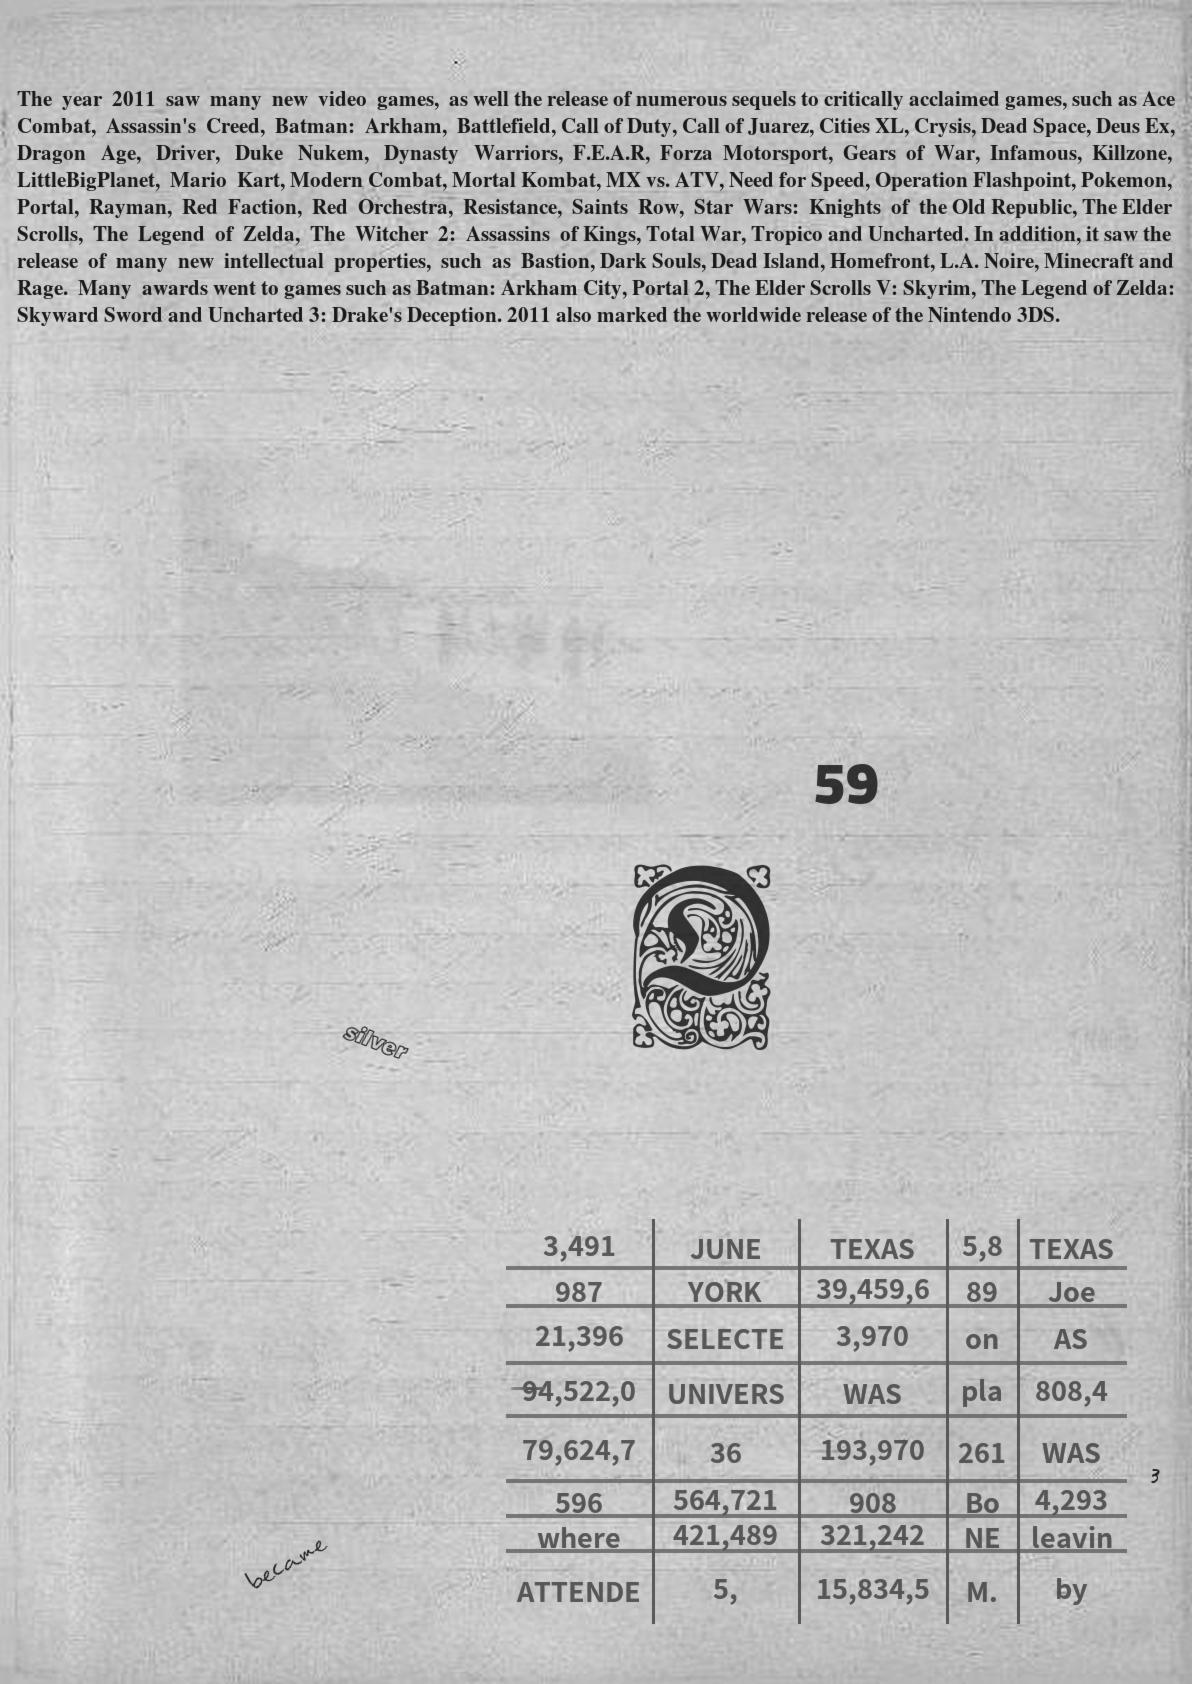 The year 2011 saw many new video games, as well the release of numerous sequels to critically acclaimed games, such as Ace
Combat, Assassin's Creed, Batman: Arkham, Battlefield, Call of Duty, Call of Juarez, Cities XL, Crysis, Dead Space, Deus Ex,
Dragon Age, Driver, Duke Nukem, Dynasty Warriors, F.E.A.R, Forza Motorsport, Gears of War, Infamous, Killzone,
LittleBigPlanet, Mario Kart, Modern Combat, Mortal Kombat, MX vs. ATV, Need for Speed, Operation Flashpoint, Pokemon,
Portal, Rayman, Red Faction, Red Orchestra, Resistance, Saints Row, Star Wars: Knights of the Old Republic, The Elder
Scrolls, The Legend of Zelda, The Witcher 2: Assassins of Kings, Total War, Tropico and Uncharted. In addition, it saw the
release of many new intellectual properties, such as Bastion, Dark Souls, Dead Island, Homefront, L.A. Noire, Minecraft and
Rage. Many awards went to games such as Batman: Arkham City, Portal 2, The Elder Scrolls V: Skyrim, The Legend of Zelda:
Skyward Sword and Uncharted 3: Drake's Deception. 2011 also marked the worldwide release of the Nintendo 3DS.
59
silver
3,491 JUNE TEXAS 5,8 TEXAS
987 YORK 39,459,6 89 Joe
21,396 SELECTE 3,970 on AS
94,522,0 UNIVERS WAS pla 808,4
79,624,7 36 193,970 261 WAS
3
596 564,721 908 Bo 4,293
where 421,489 321,242 NE leavin
ATTENDE 5, 15,834,5 M. by
became